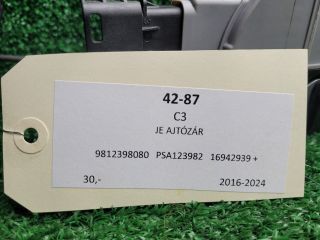 42-87
C3
JE AJTÓZÁR
9812398080 PSA123982 16942939 +
30,- 2016-2024